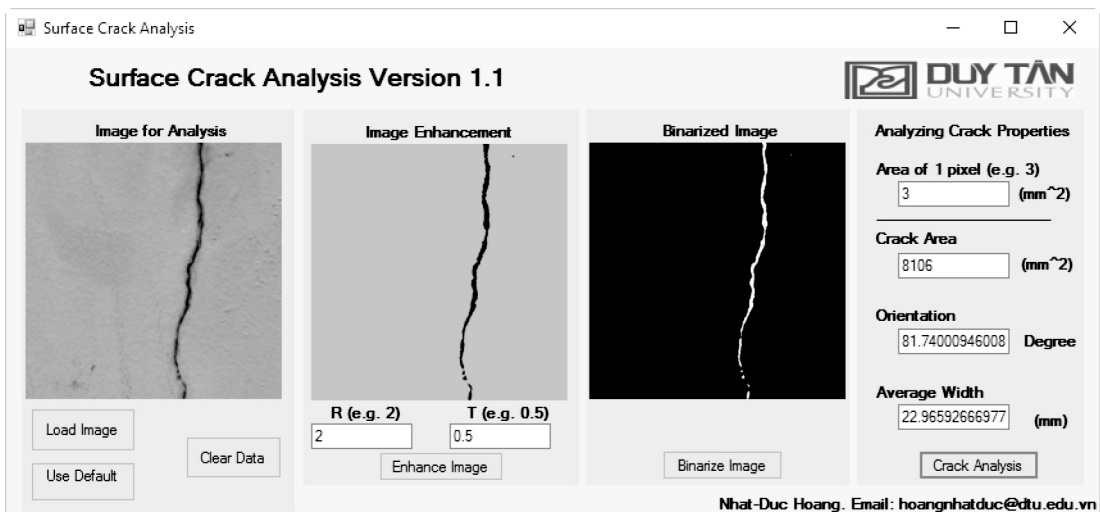 Surface Crack Analysis
Surface Crack Analysis Version 1.1
DUY TÂN
UNIVERSITY
Image for Analysis
Load Image
Use Default
Clear Data
Image Enhancement
R (e.g. 2)
T (e.g. 0.5)
2
0.5
Enhance Image
Binarized Image
Binarize Image
Analyzing Crack Properties
Area of 1 pixel (e.g. 3)
3 (mm^2)
Crack Area
8106 (mm^2)
Orientation
81.74000946008 Degree
Average Width
22.96592666977 (mm)
Crack Analysis
Nhat-Duc Hoang. Email: hoangnhatduc@dtu.edu.vn